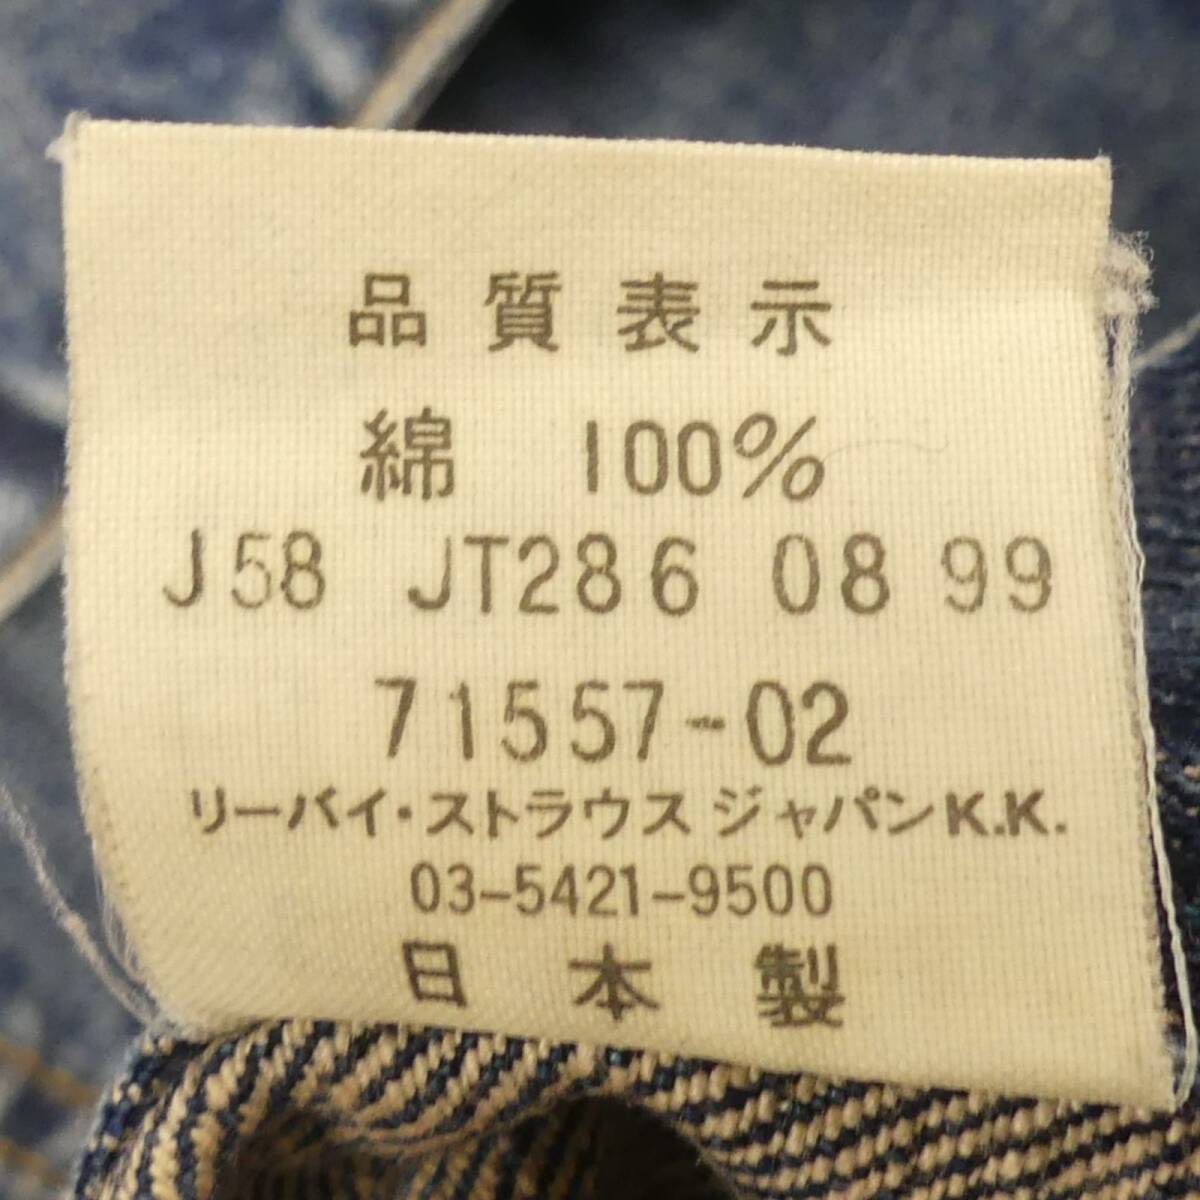 品質表示
綿 100%
J58 JT286 08 99
71557-02
リーバイ・ストラウス ジャパンK.K.
03-5421-9500
日本製